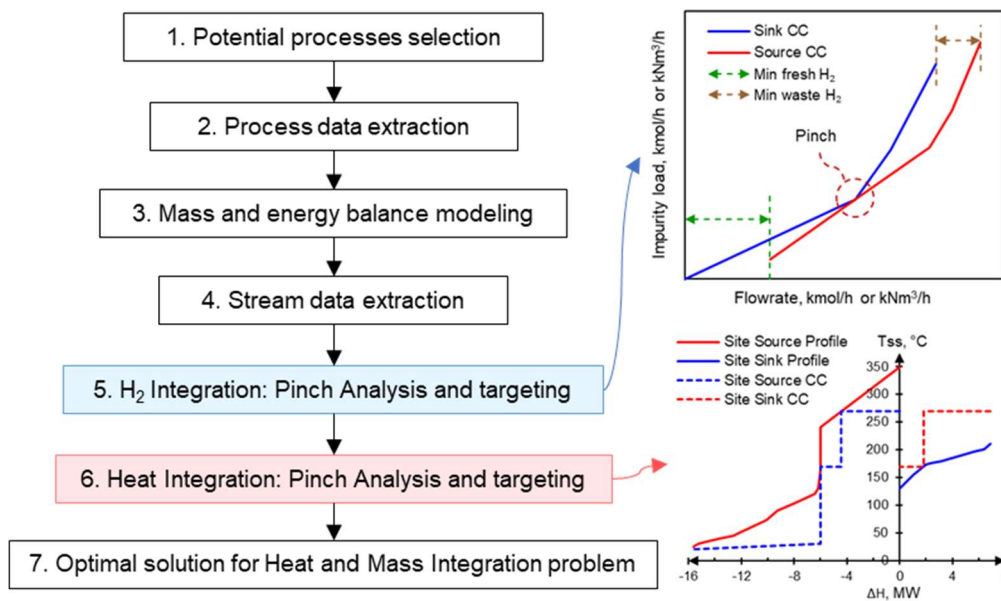 1. Potential processes selection
2. Process data extraction
3. Mass and energy balance modeling
4. Stream data extraction
5. H₂ Integration: Pinch Analysis and targeting
6. Heat Integration: Pinch Analysis and targeting
7. Optimal solution for Heat and Mass Integration problem
Impurity load, kmol/h or kNm³/h
Sink CC
Source CC
Min fresh H₂
Min waste H₂
Pinch
Flowrate, kmol/h or kNm³/h
Site Source Profile
Site Sink Profile
Site Source CC
Site Sink CC
Tss, °C
350
300
250
200
150
100
50
0
-16
-12
-8
-4
0
4
ΔH, MW